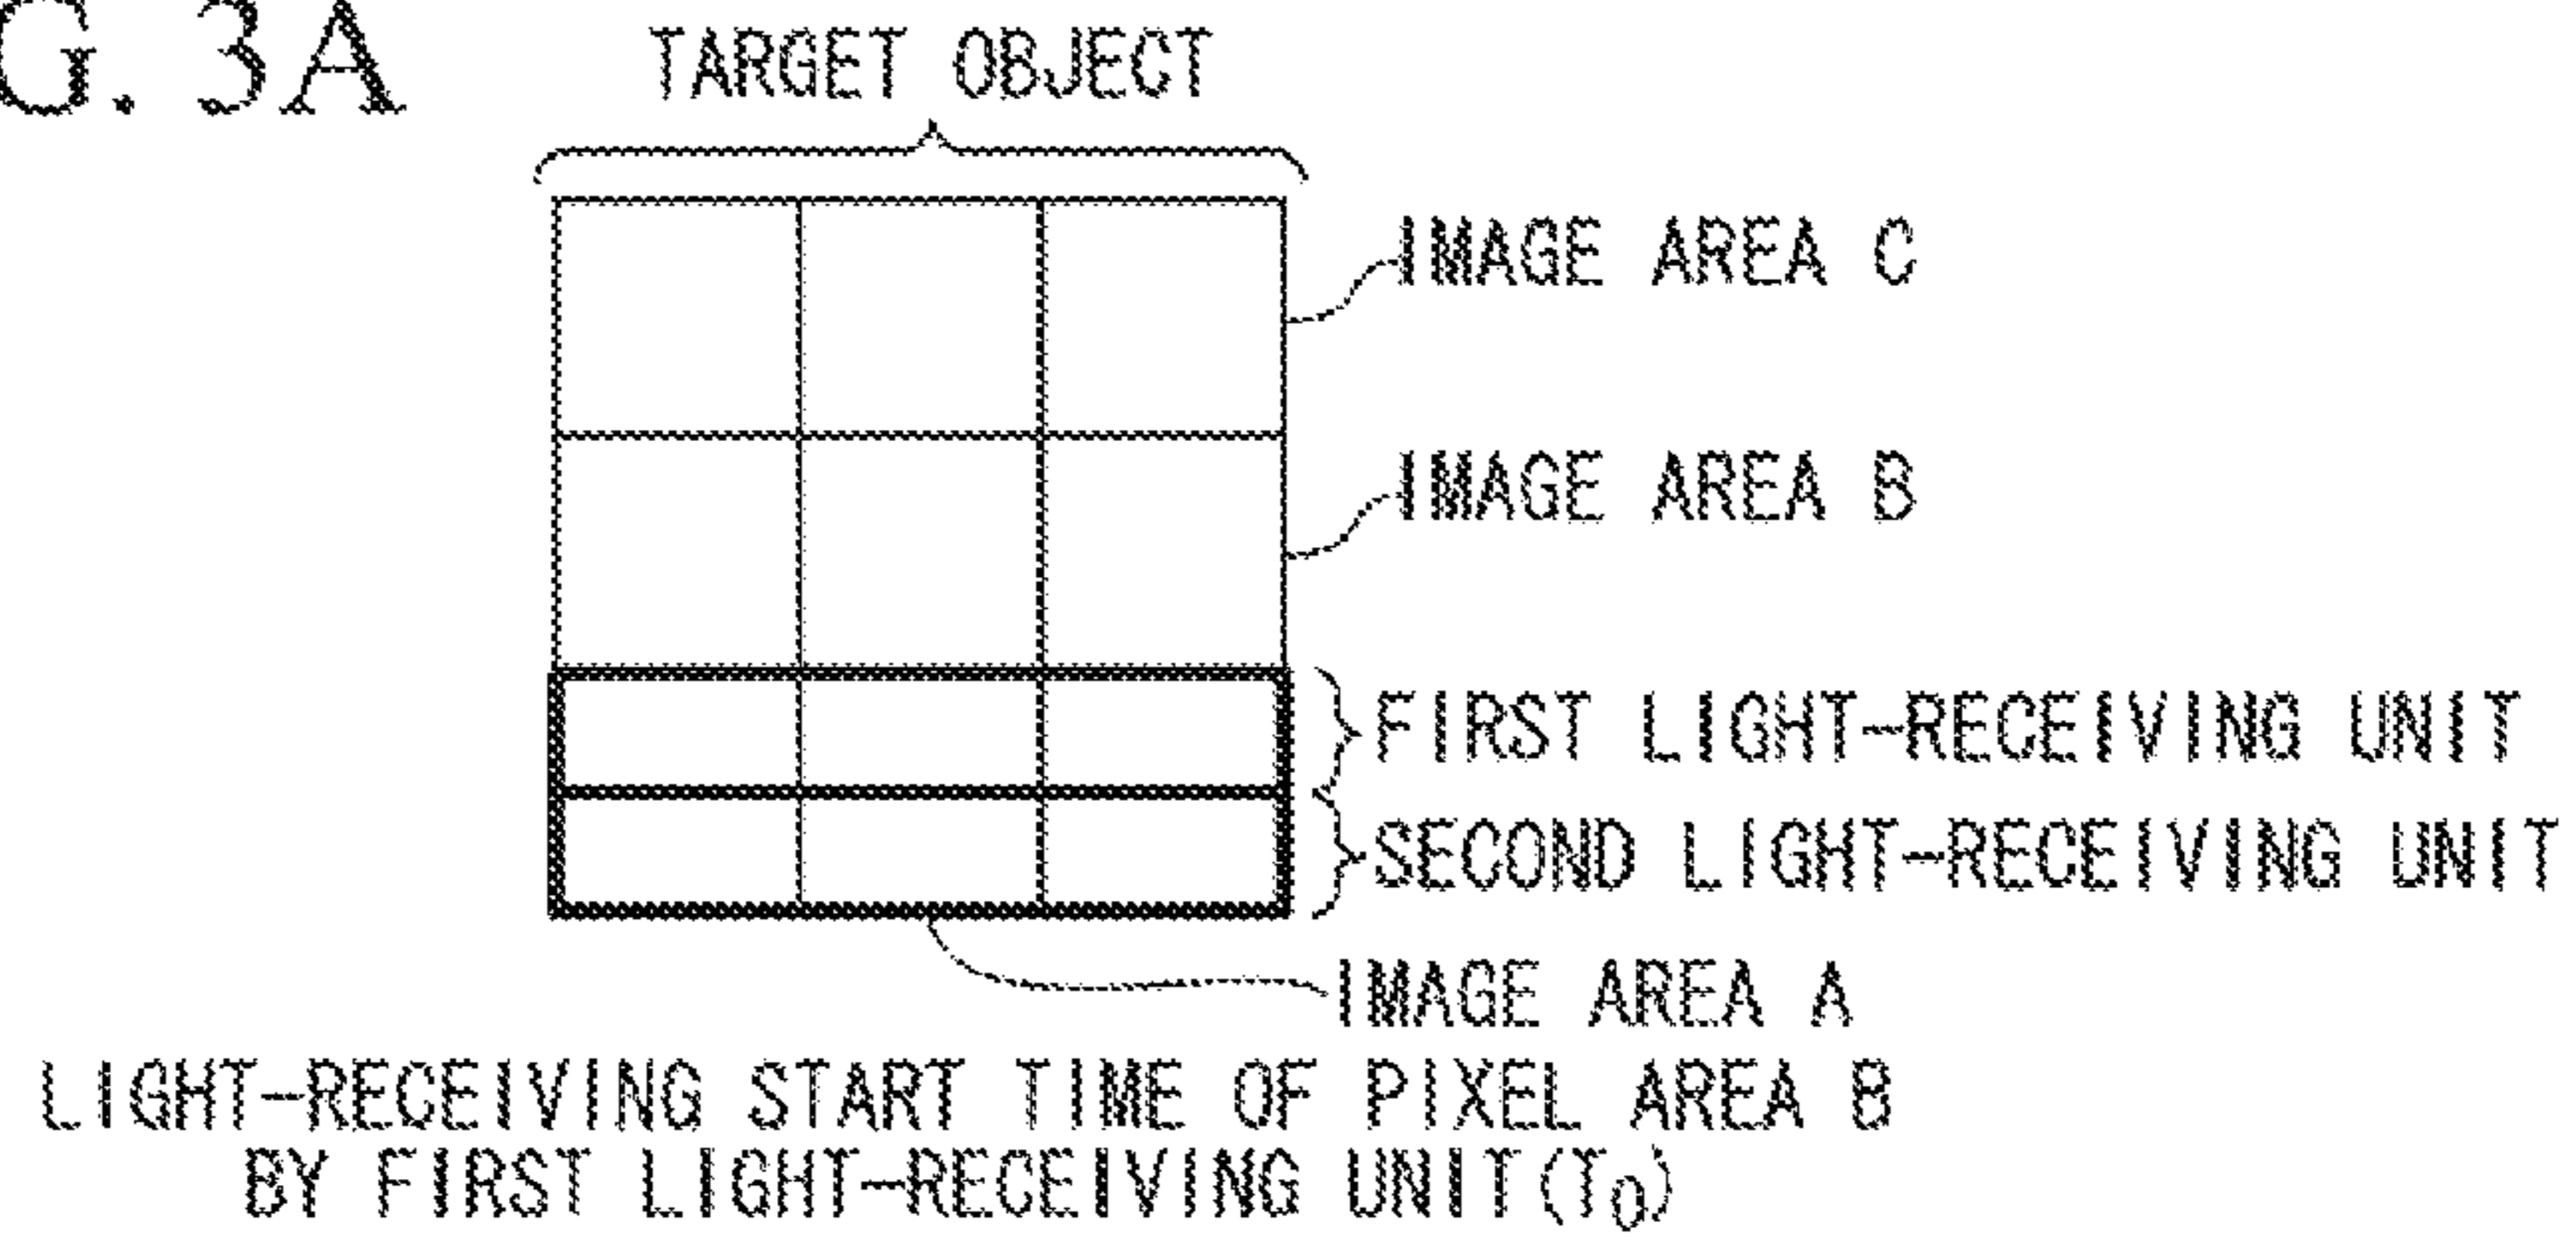 G. 3A
TARGET OBJECT
IMAGE AREA C
IMAGE AREA B
FIRST LIGHT-RECEIVING UNIT
SECOND LIGHT-RECEIVING UNIT
IMAGE AREA A
LIGHT-RECEIVING START TIME OF PIXEL AREA B
BY FIRST LIGHT-RECEIVING UNIT(T0)